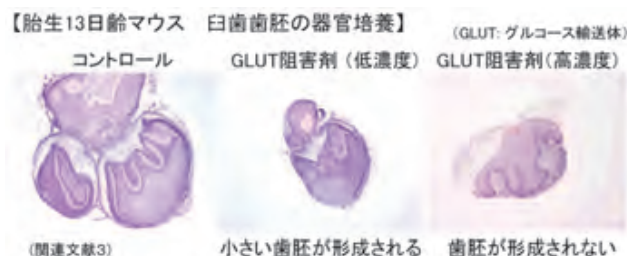 【胎生13日齢マウス　臼歯歯胚の器官培養】
(GLUT: グルコース輸送体)
コントロール
GLUT阻害剤 (低濃度)
GLUT阻害剤(高濃度)
(関連文献3)
小さい歯胚が形成される
歯胚が形成されない